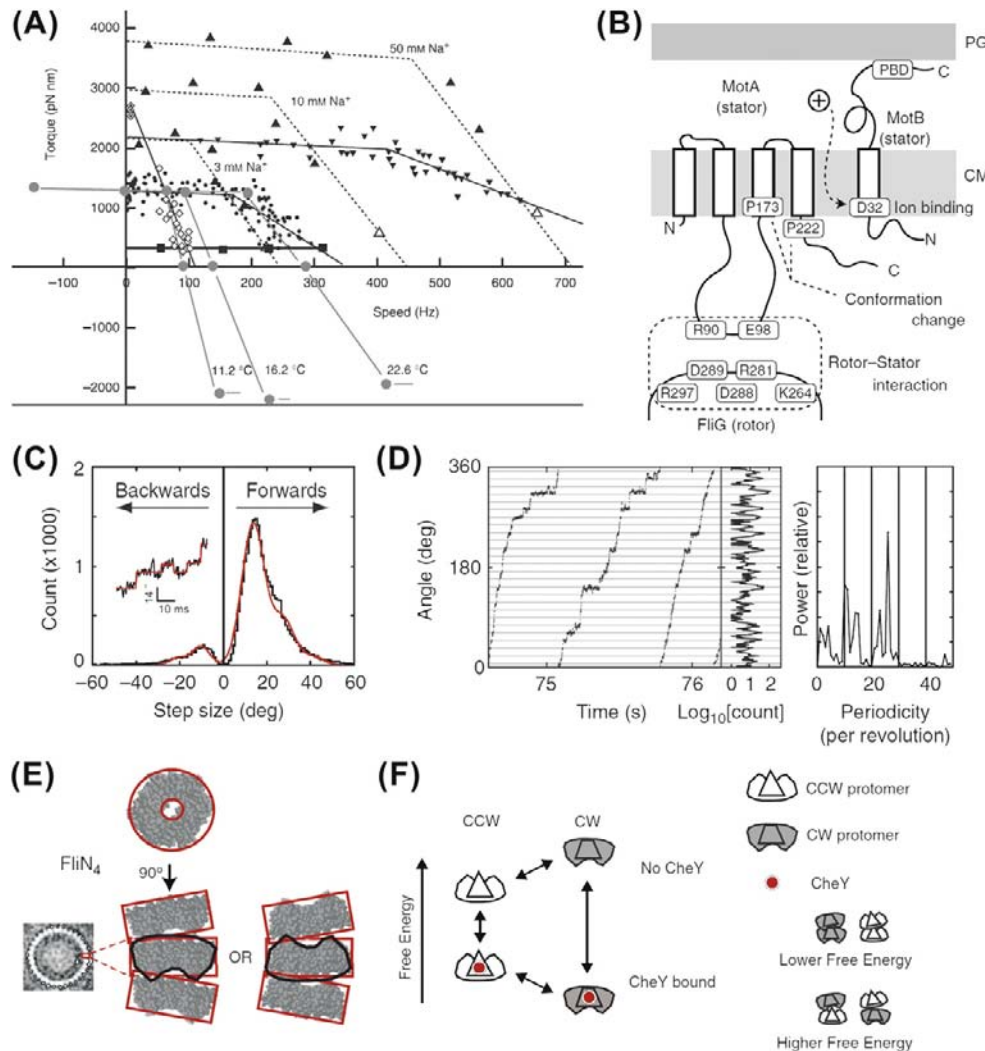 (A)
4000
3000
2000
1000
−1000
−2000
Torque (pN nm)
50 mM Na⁺
10 mM Na⁺
3 mM Na⁺
−100 0 100 200 300 400 500 600 700
Speed (Hz)
11.2 °C 16.2 °C 22.6 °C
(B)
PG
PBD C
MotA
(stator)
MotB
(stator)
CM
P173 D32 Ion binding
P222
N N
C
Conformation
change
R90 E98
Rotor–Stator
interaction
D289 R281
R297 D288 K264
FliG (rotor)
(C)
2
1
0
Count (x1000)
Backwards Forwards
14°
10 ms
−60 −40 −20 0 20 40 60
Step size (deg)
(D)
360
180
0
Angle (deg)
75 76
Time (s)
0 1 2
Log₁₀[count]
Power (relative)
0 20 40
Periodicity
(per revolution)
(E)
FliN₄
90º
OR
(F)
CCW CW
Free Energy
No CheY
CheY bound
CCW protomer
CW protomer
CheY
Lower Free Energy
Higher Free Energy